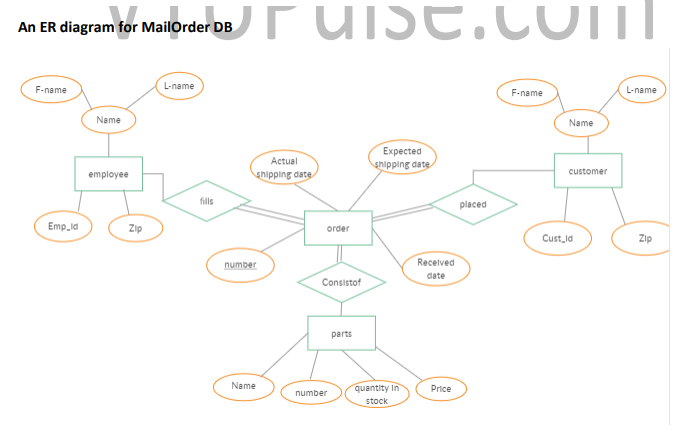 VTUPulse.com
An ER diagram for MailOrder DB
F-name
L-name
Name
F-name
L-name
Name
employee
Actual
shipping date
Expected
shipping date
customer
fills
placed
Emp_Id
Zip
order
Cust_Id
Zip
number
Received
date
Consistof
parts
Name
number
quantity in
stock
Price